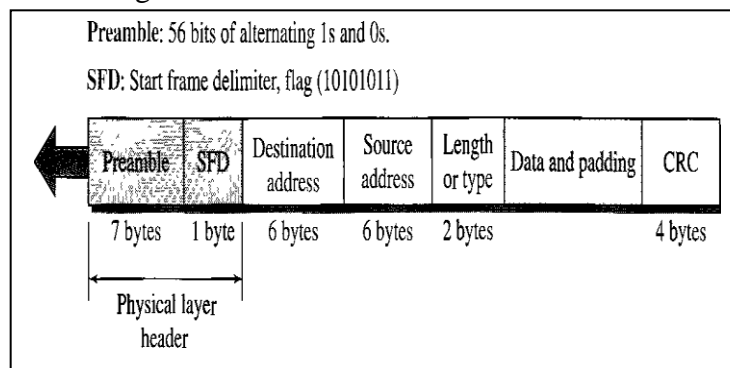 Preamble: 56 bits of alternating 1s and 0s.
SFD: Start frame delimiter, flag (10101011)
Preamble SFD Destination address Source address Length or type Data and padding CRC
7 bytes 1 byte 6 bytes 6 bytes 2 bytes 4 bytes
Physical layer
header